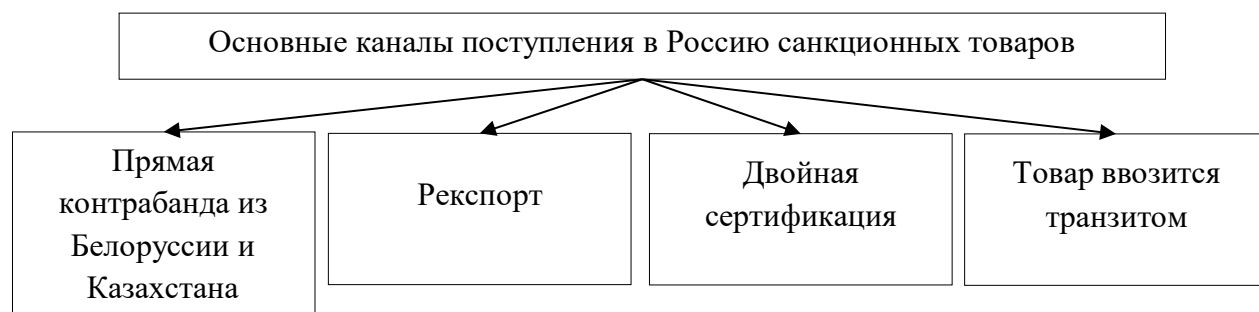 Основные каналы поступления в Россию санкционных товаров
Прямая
контрабанда из
Белоруссии и
Казахстана
Рекспорт
Двойная
сертификация
Товар ввозится
транзитом